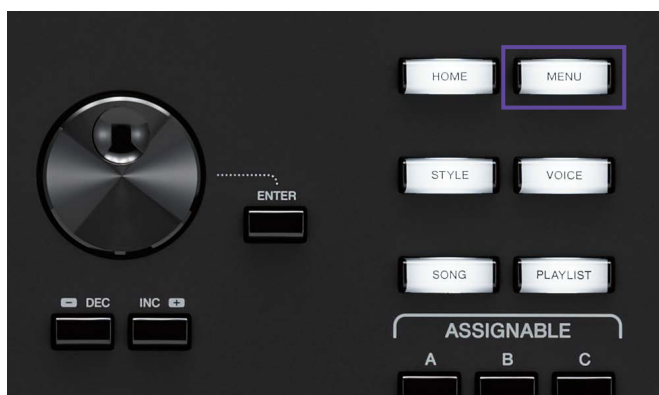 HOME
MENU
STYLE
VOICE
ENTER
SONG
PLAYLIST
- DEC
INC +
ASSIGNABLE
A B C